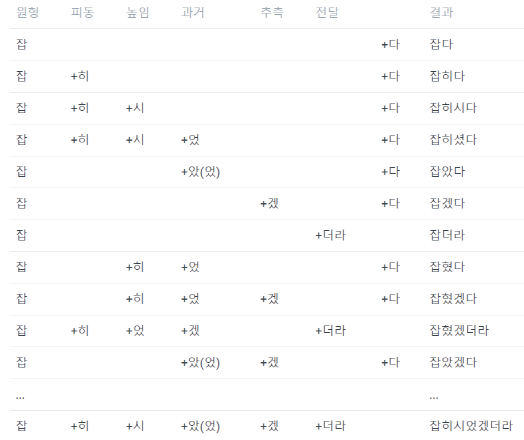 원형 피동 높임 과거 추측 전달 결과
잡 +다 잡다
잡 +히 +다 잡히다
잡 +히 +시 +다 잡히시다
잡 +히 +시 +었 +다 잡히셨다
잡 +았(었) +다 잡았다
잡 +겠 +다 잡겠다
잡 +더라 잡더라
잡 +히 +었 +다 잡혔다
잡 +히 +었 +겠 +다 잡혔겠다
잡 +히 +었 +겠 +더라 잡혔겠더라
잡 +았(었) +겠 +다 잡았겠다
... ...
잡 +히 +시 +았(었) +겠 +더라 잡히시었겠더라